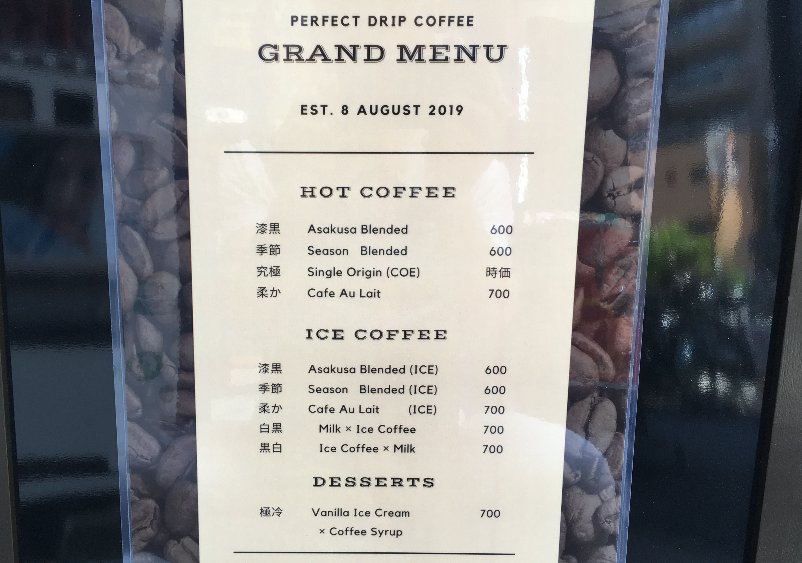 PERFECT DRIP COFFEE
GRAND MENU
EST. 8 AUGUST 2019
HOT COFFEE
漆黒 Asakusa Blended 600
季節 Season Blended 600
究極 Single Origin (COE) 時価
柔か Cafe Au Lait 700
ICE COFFEE
漆黒 Asakusa Blended (ICE) 600
季節 Season Blended (ICE) 600
柔か Cafe Au Lait (ICE) 700
白黒 Milk × Ice Coffee 700
黒白 Ice Coffee × Milk 700
DESSERTS
極冷 Vanilla Ice Cream 700
× Coffee Syrup